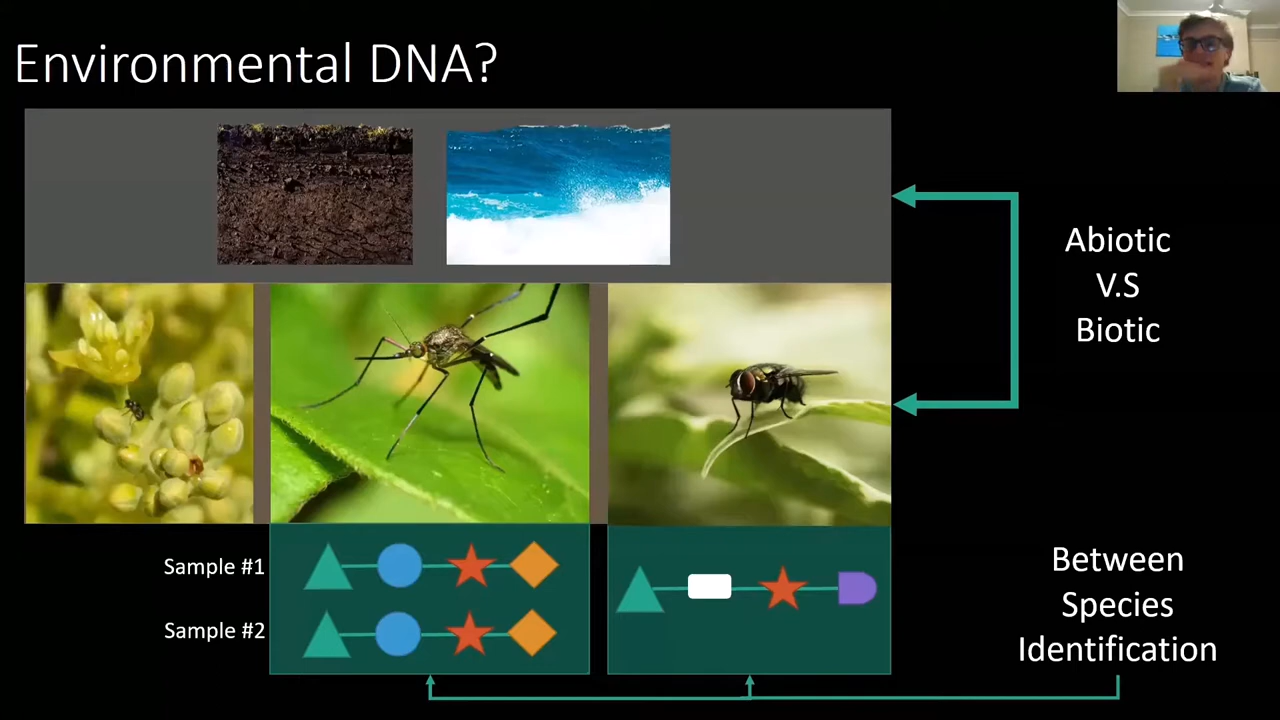 Environmental DNA?
Abiotic
V.S
Biotic
Sample #1
Sample #2
Between
Species
Identification